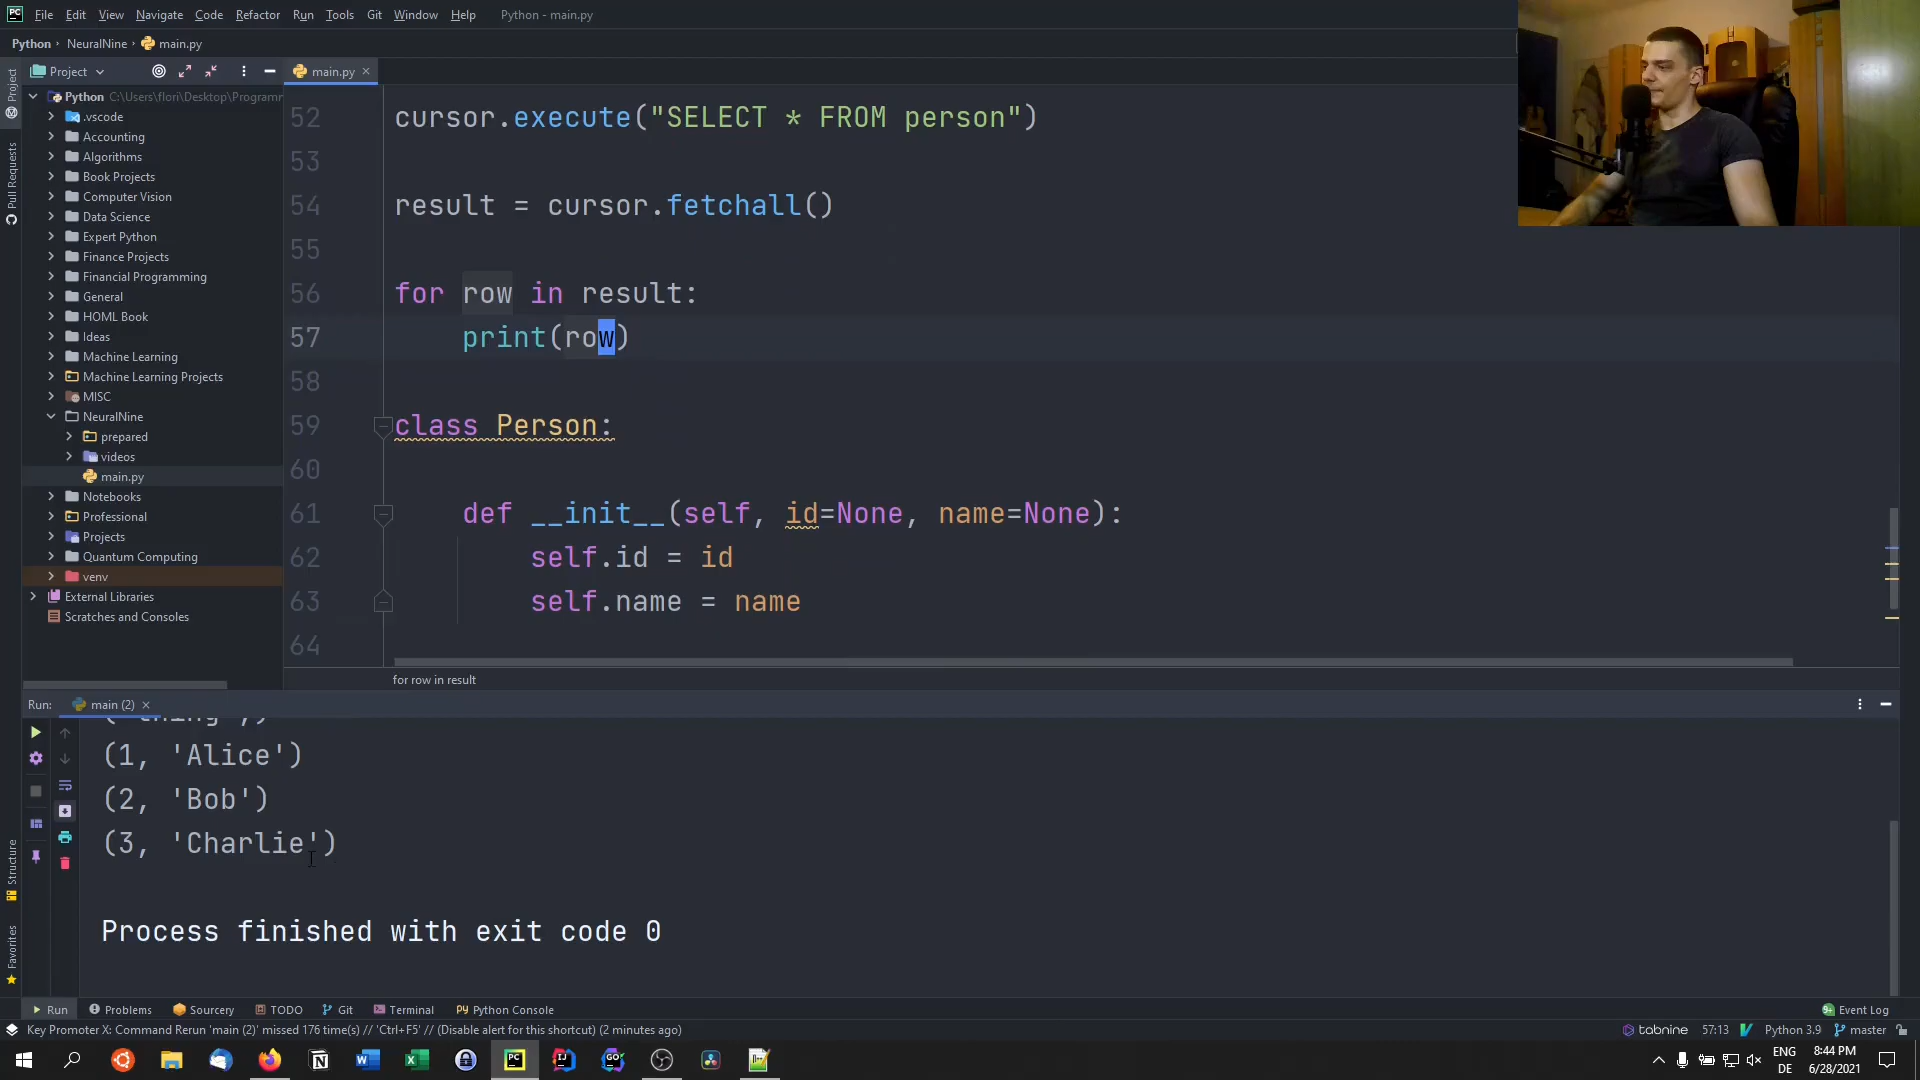 File Edit View Navigate Code Refactor Run Tools Git Window Help Python - main.py
Python NeuralNine main.py
Project
main.py
Python C:\Users\flori\Desktop\Programm
.vscode
Accounting
Algorithms
Book Projects
Computer Vision
Data Science
Expert Python
Finance Projects
Financial Programming
General
HOML Book
Ideas
Machine Learning
Machine Learning Projects
MISC
NeuralNine
prepared
videos
main.py
Notebooks
Professional
Projects
Quantum Computing
venv
External Libraries
Scratches and Consoles
Project
Pull Requests
Structure
Favorites
52 cursor.execute("SELECT * FROM person")
53
54 result = cursor.fetchall()
55
56 for row in result:
57 print(row)
58
59 class Person:
60
61 def __init__(self, id=None, name=None):
62 self.id = id
63 self.name = name
64
for row in result
Run: main (2)
(1, 'Alice')
(2, 'Bob')
(3, 'Charlie')
Process finished with exit code 0
Run Problems Sourcery TODO Git Terminal Python Console Event Log
Key Promoter X: Command Rerun 'main (2)' missed 176 time(s) // 'Ctrl+F5' // (Disable alert for this shortcut) (2 minutes ago) tabnine 57:13 Python 3.9 master
ENG
DE
8:44 PM
6/28/2021